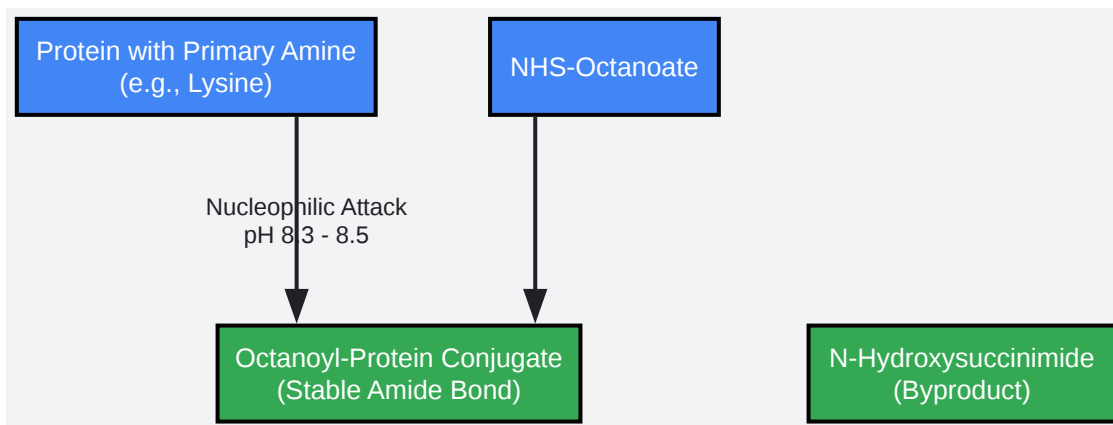 Protein with Primary Amine
(e.g., Lysine)
NHS-Octanoate
Nucleophilic Attack
pH 8.3 - 8.5
Octanoyl-Protein Conjugate
(Stable Amide Bond)
N-Hydroxysuccinimide
(Byproduct)